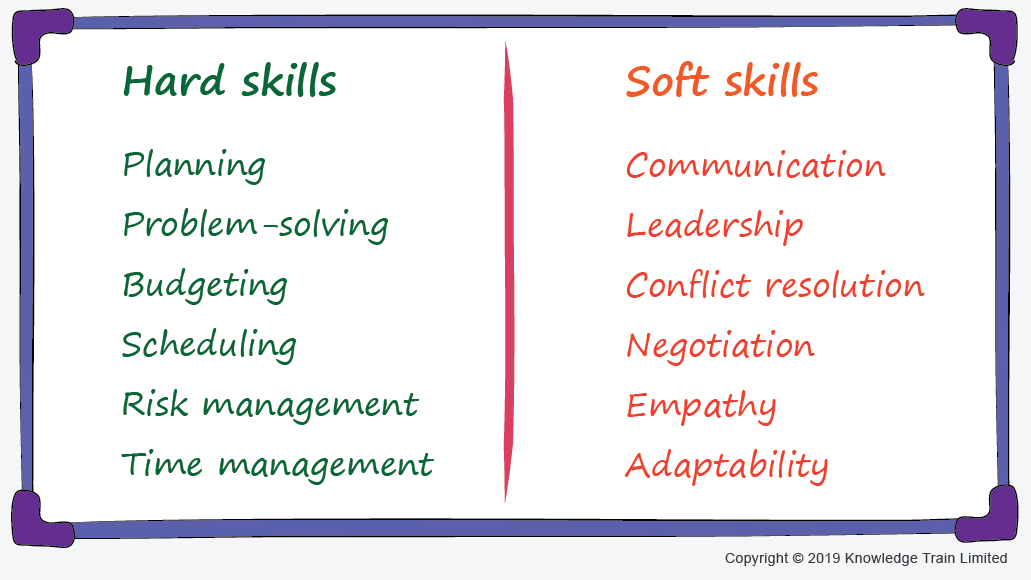 Hard skills
Planning
Problem-solving
Budgeting
Scheduling
Risk management
Time management
Soft skills
Communication
Leadership
Conflict resolution
Negotiation
Empathy
Adaptability
Copyright © 2019 Knowledge Train Limited